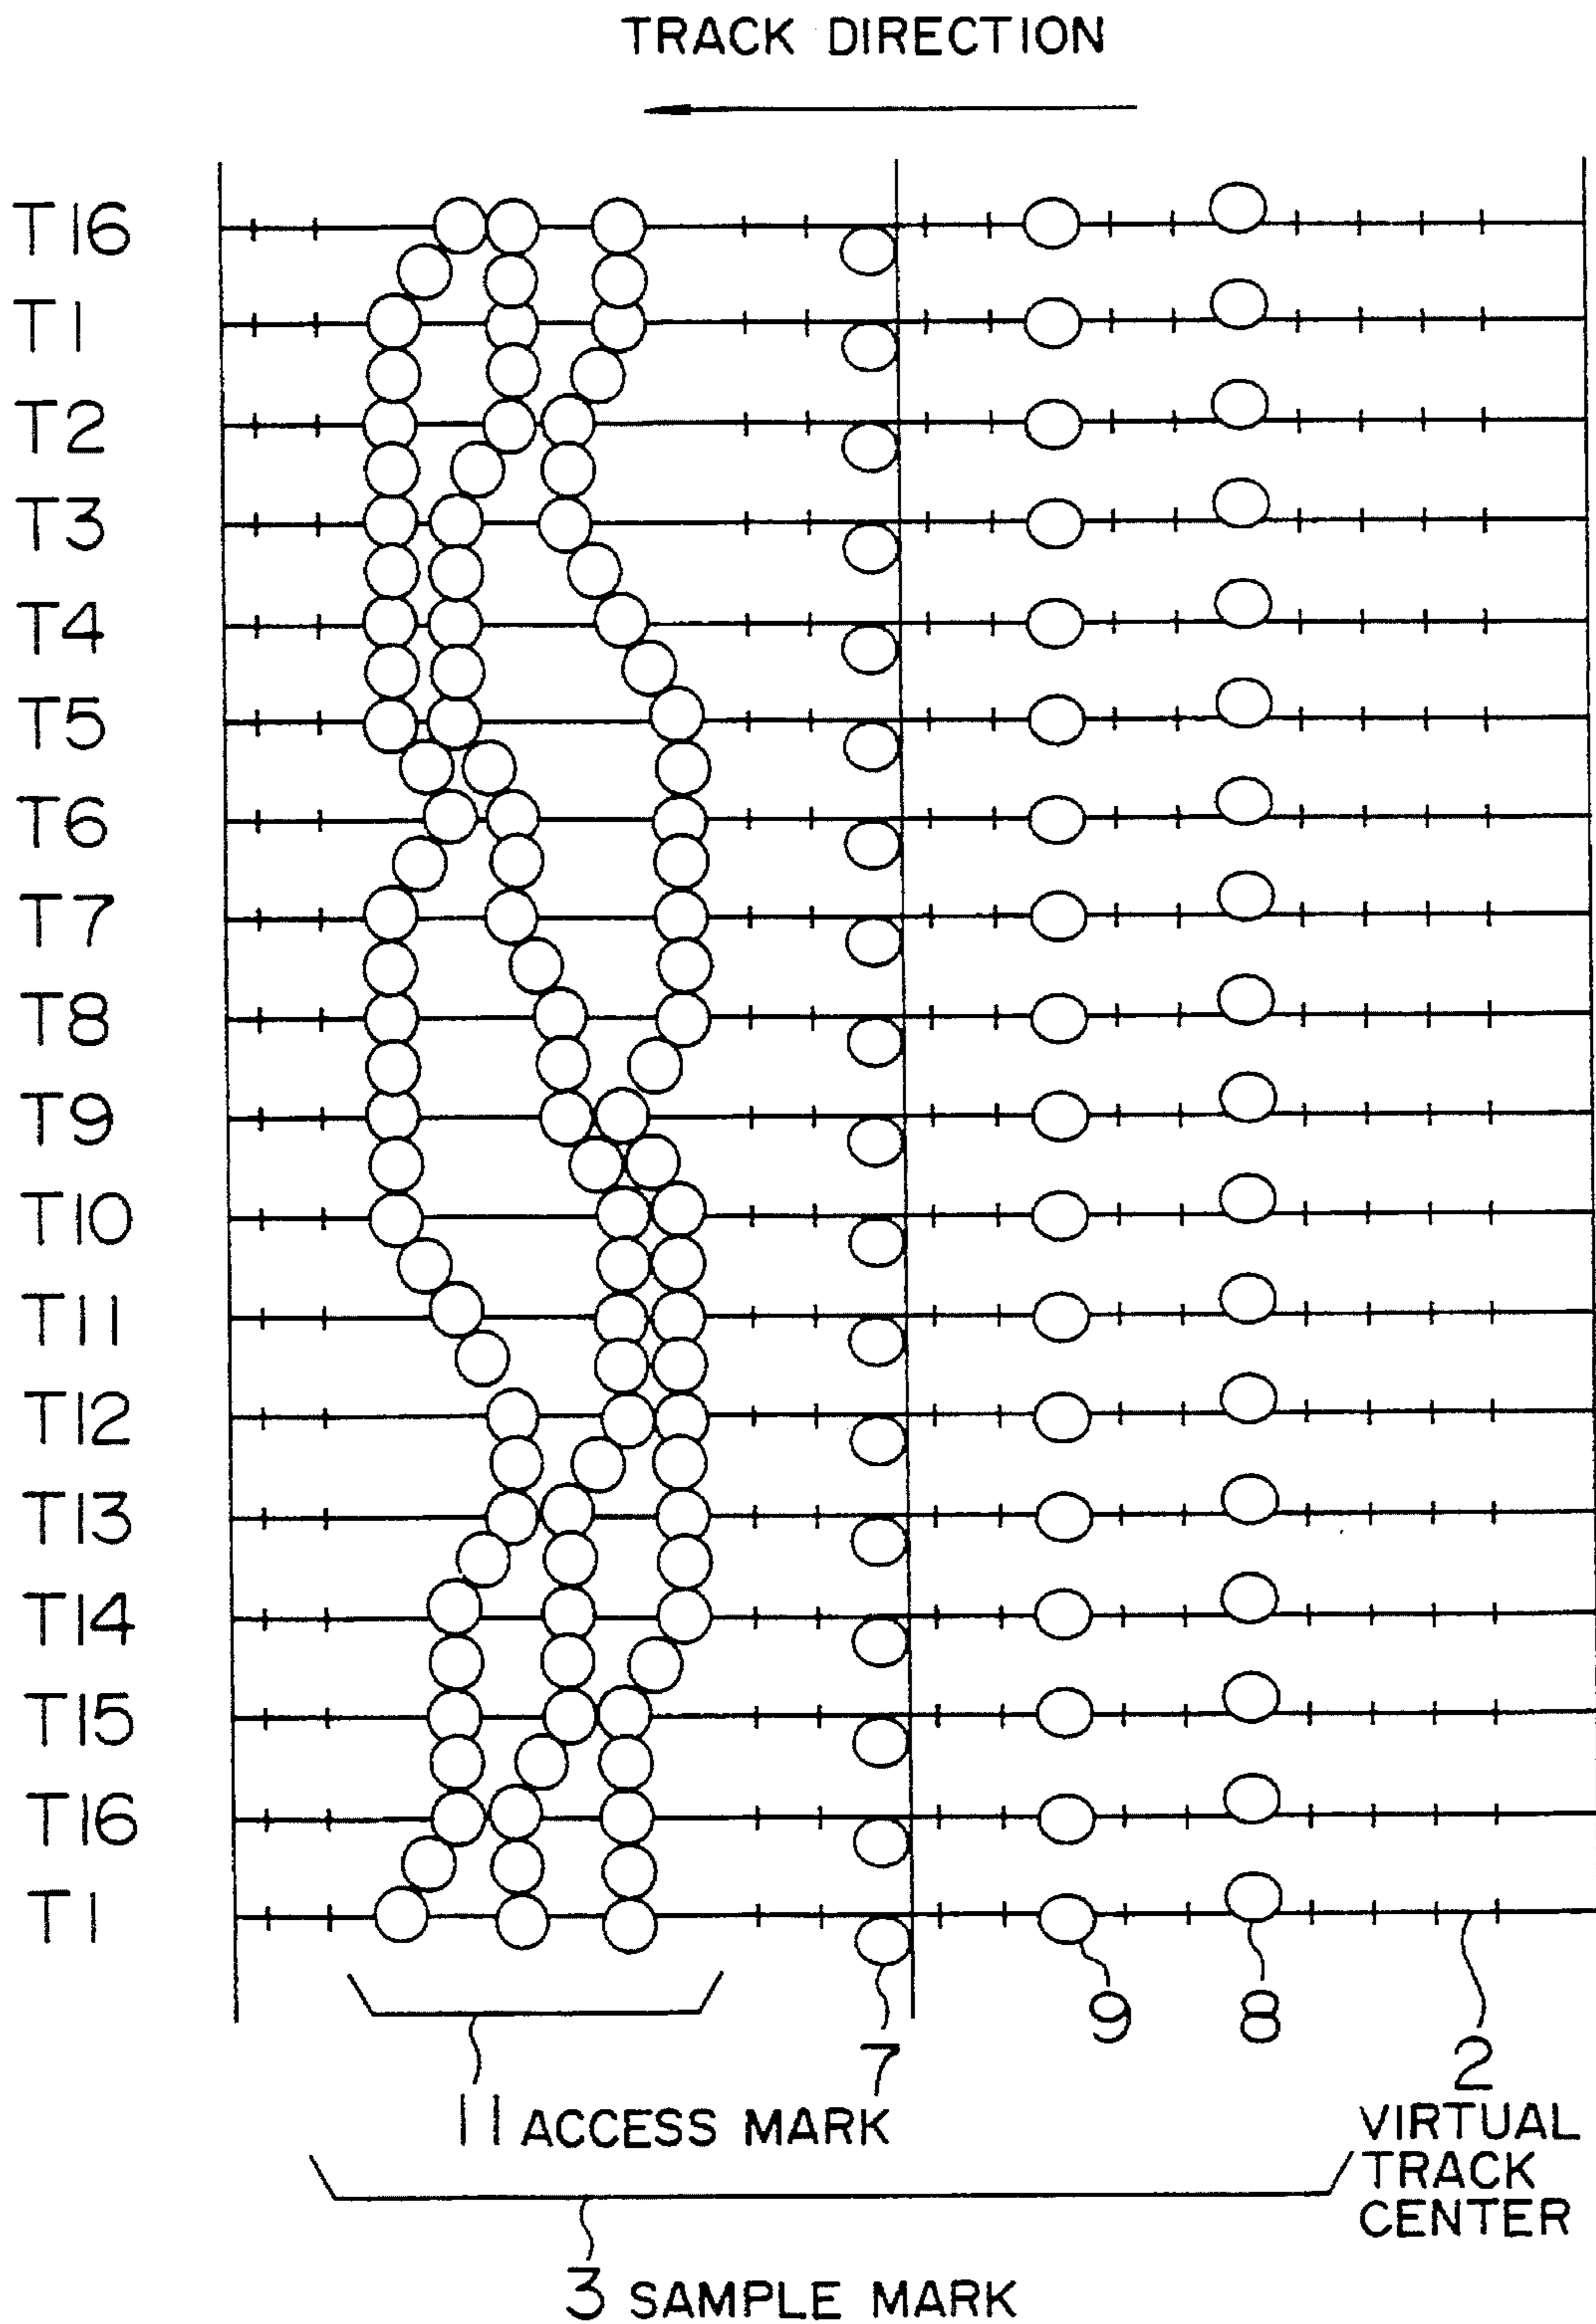 TRACK DIRECTION
T16
T1
T2
T3
T4
T5
T6
T7
T8
T9
T10
T11
T12
T13
T14
T15
T16
T1
7
9
8
2
11 ACCESS MARK
VIRTUAL
TRACK
CENTER
3 SAMPLE MARK